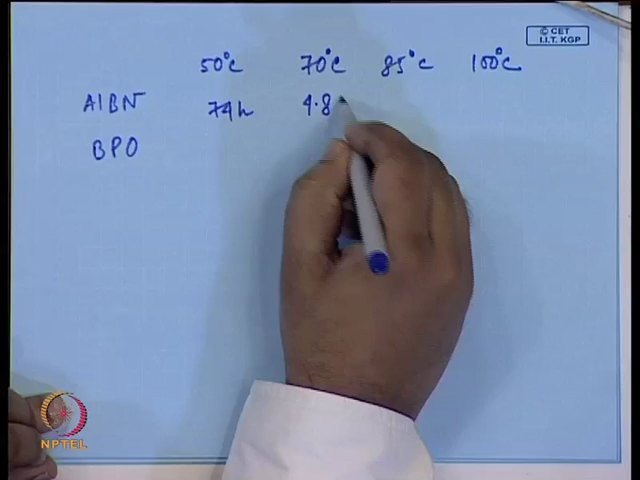 © CET
I.I.T. KGP
50°C 70°C 85°C 100°C
AIBN 74h 4.8
BPO
NPTEL